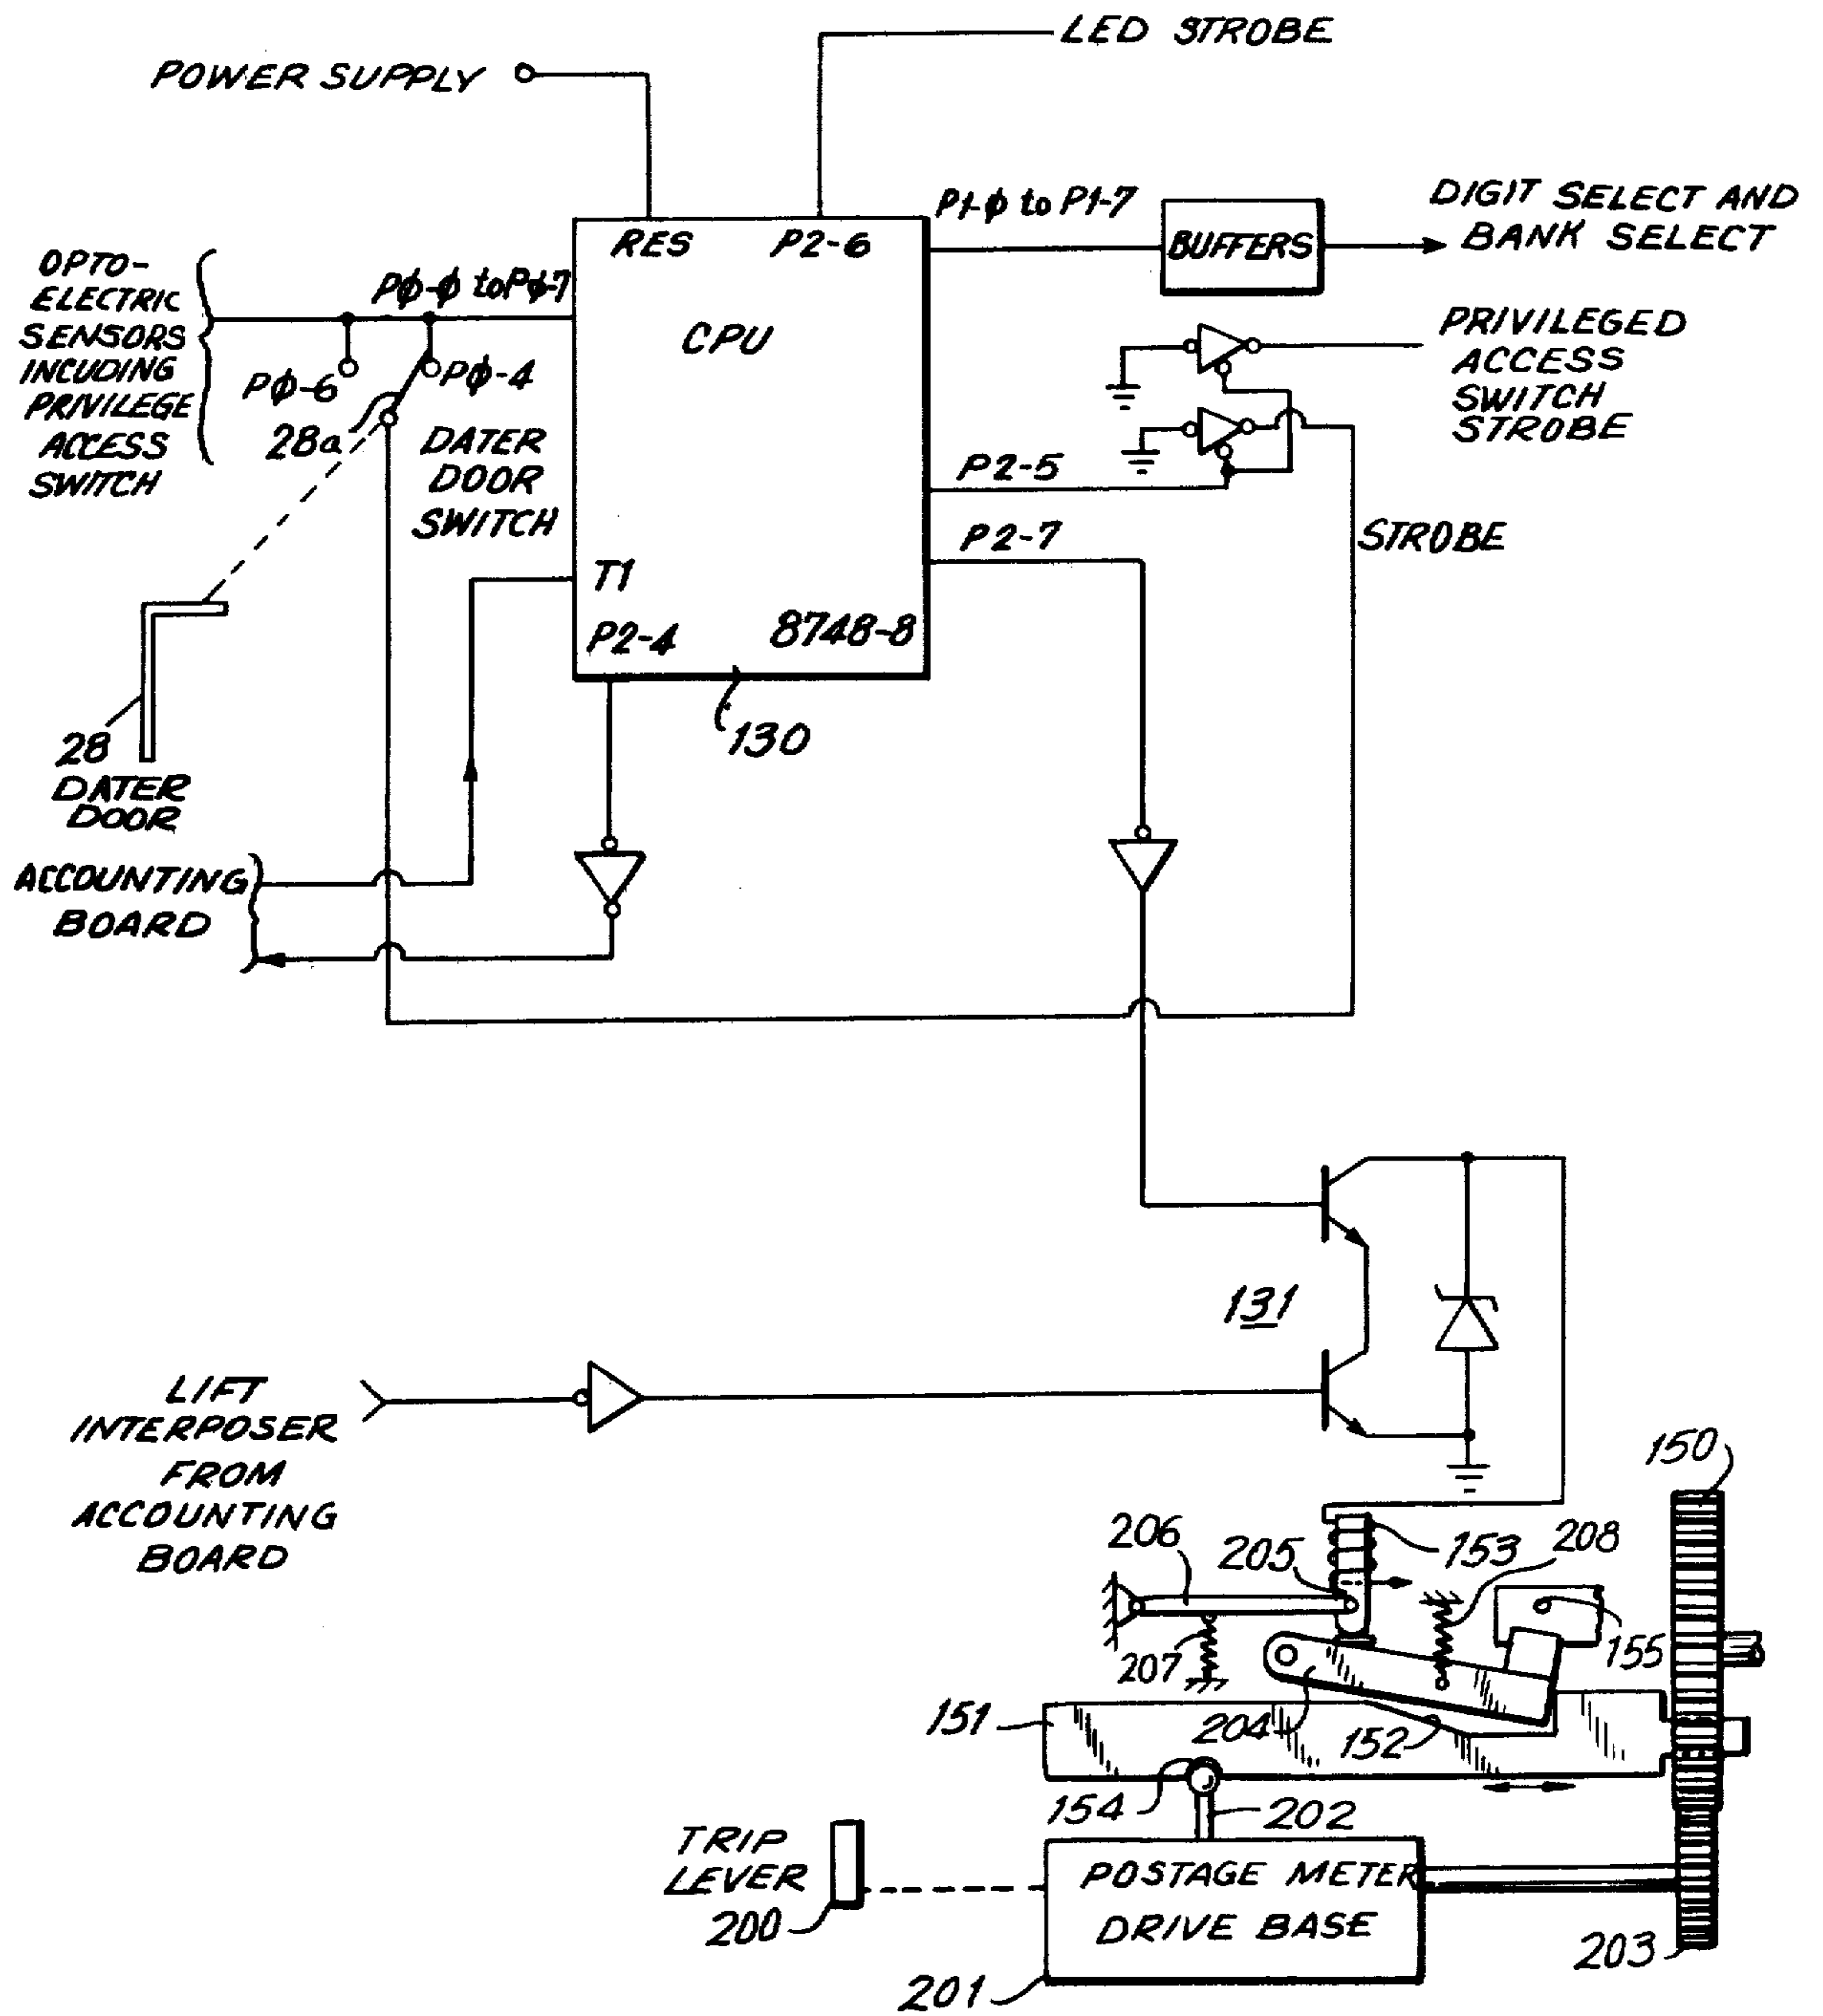 LED STROBE
POWER SUPPLY
P1-φ to P1-7
DIGIT SELECT AND
BANK SELECT
BUFFERS
RES
P2-6
OPTO-
ELECTRIC
SENSORS
INCUDING
PRIVILEGE
ACCESS
SWITCH
Pφ-φ to Pφ-7
CPU
PRIVILEGED
ACCESS
SWITCH
STROBE
Pφ-6
Pφ-4
28a
DATER
DOOR
SWITCH
P2-5
P2-7
STROBE
T1
P2-4
8748-8
130
28
DATER
DOOR
ACCOUNTING
BOARD
131
LIFT
INTERPOSER
FROM
ACCOUNTING
BOARD
150
206
205
153
208
207
155
151
204
152
154
202
TRIP
LEVER
200
POSTAGE METER
DRIVE BASE
201
203